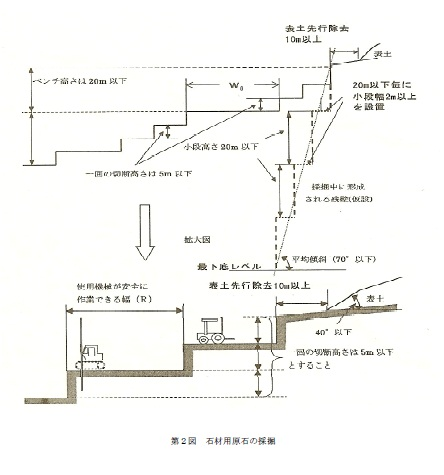 表土先行除去
10m以上
表土
ベンチ高さは20m以下
W₀
20m以下毎に
小段幅2m以上
を設置
小段高さ20m以下
一回の切断高さは5m以下
採掘中に形成
される残壁(仮設)
拡大図
最下底レベル
平均傾斜(70°以下)
使用機械が安全に
作業できる幅(R)
表土先行除去10m以上
表土
40°以下
一回の切断高さは5m以下
とすること
第2図 石材用原石の採掘